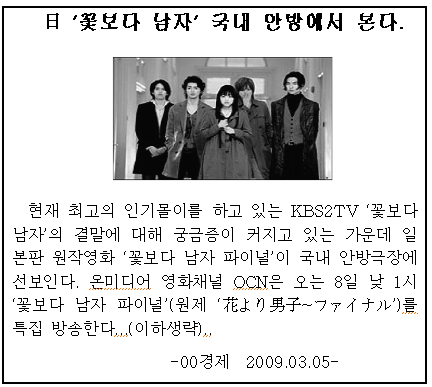 日 ‘꽃보다 남자’ 국내 안방에서 본다.
현재 최고의 인기몰이를 하고 있는 KBS2TV ‘꽃보다
남자’의 결말에 대해 궁금증이 커지고 있는 가운데 일
본판 원작영화 ‘꽃보다 남자 파이널’이 국내 안방극장에
선보인다. 온미디어 영화채널 OCN은 오는 8일 낮 1시
‘꽃보다 남자 파이널’(원제 ‘花より男子~ファイナル’)를
특집 방송한다,,,(이하생략),,
-00경제 2009.03.05-